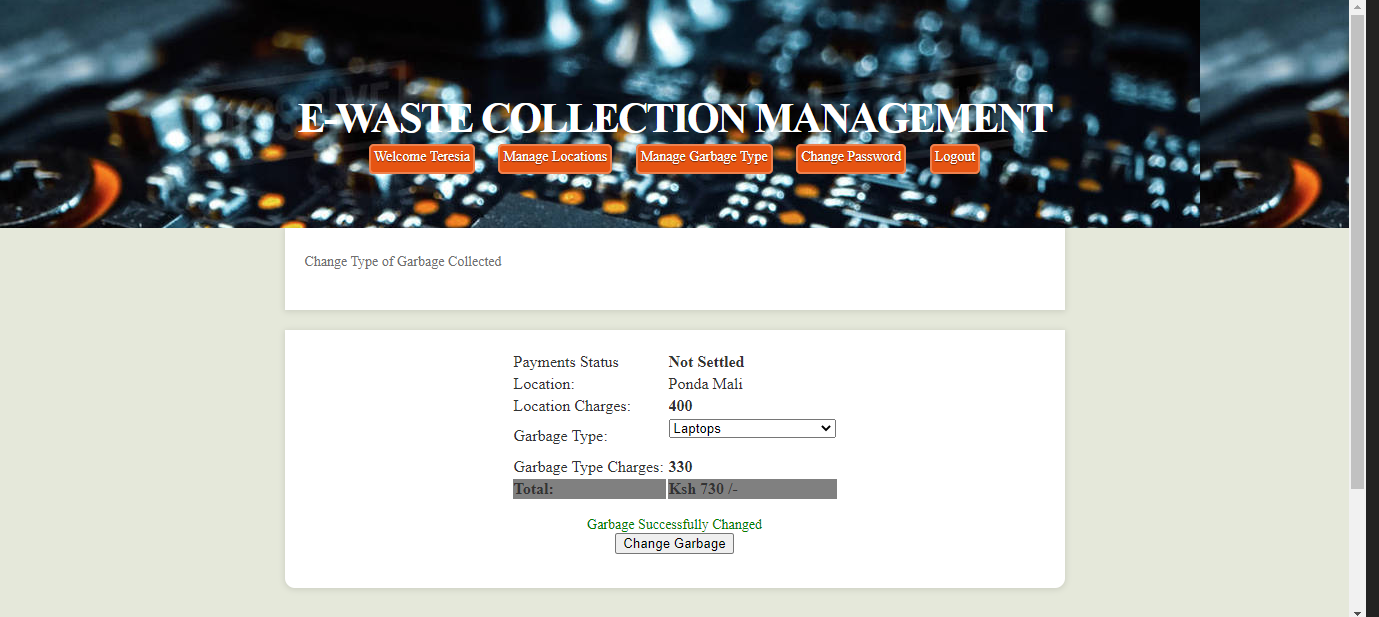 E-WASTE COLLECTION MANAGEMENT
Welcome Teresia Manage Locations Manage Garbage Type Change Password Logout
Change Type of Garbage Collected
Payments Status Not Settled
Location: Ponda Mali
Location Charges: 400
Garbage Type: Laptops
Garbage Type Charges: 330
Total: Ksh 730 /-
Garbage Successfully Changed
Change Garbage